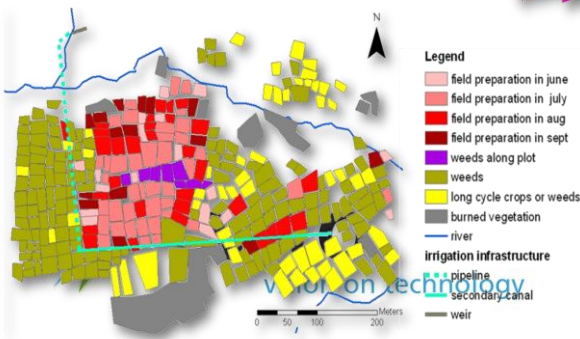 N
Legend
field preparation in june
field preparation in july
field preparation in aug
field preparation in sept
weeds along plot
weeds
long cycle crops or weeds
burned vegetation
river
irrigation infrastructure
pipeline
secondary canal
weir
on technology
Meters
0 50 100 200